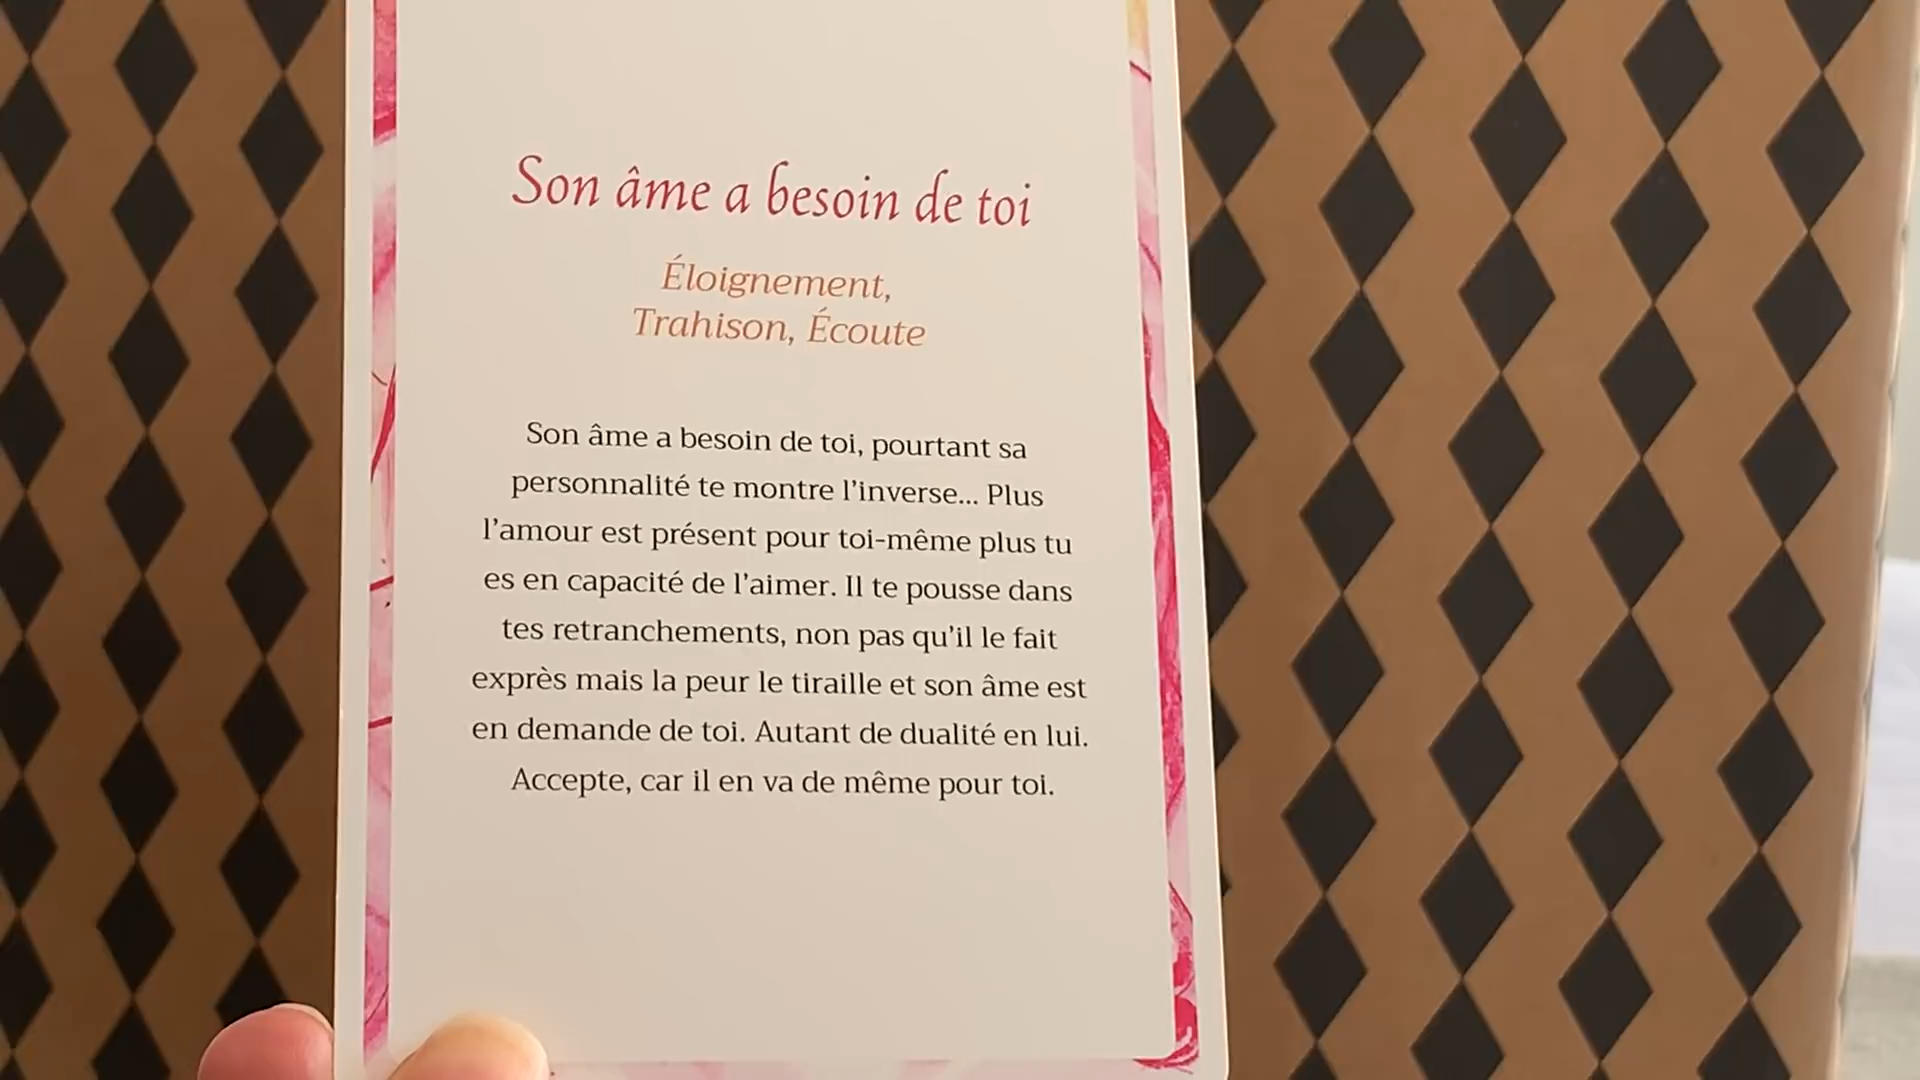 Son âme a besoin de toi
Éloignement,
Trahison, Écoute
Son âme a besoin de toi, pourtant sa
personnalité te montre l'inverse... Plus
l'amour est présent pour toi-même plus tu
es en capacité de l'aimer. Il te pousse dans
tes retranchements, non pas qu'il le fait
exprès mais la peur le tiraille et son âme est
en demande de toi. Autant de dualité en lui.
Accepte, car il en va de même pour toi.